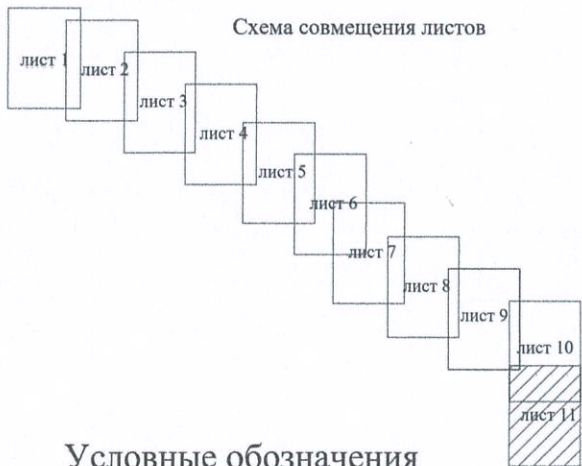 Схема совмещения листов
лист 1
лист 2
лист 3
лист 4
лист 5
лист 6
лист 7
лист 8
лист 9
лист 10
лист 11
Условные обозначения